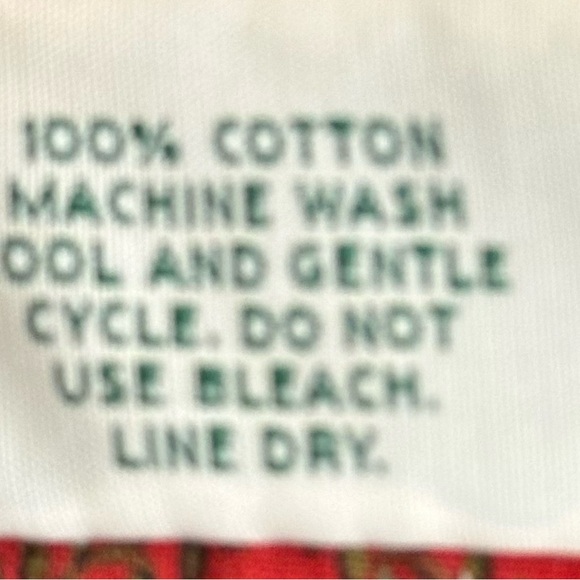 100% COTTON
MACHINE WASH
OOL AND GENTLE
CYCLE. DO NOT
USE BLEACH.
LINE DRY.